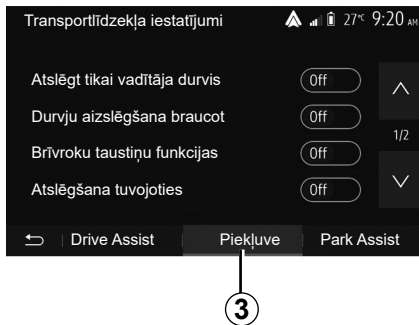 Transportlīdzekļa iestatījumi 27°C 9:20 AM
Atslēgt tikai vadītāja durvis Off
Durvju aizslēgšana braucot Off
1/2
Brīvroku taustiņu funkcijas Off
Atslēgšana tuvojoties Off
Drive Assist Piekļuve Park Assist
3